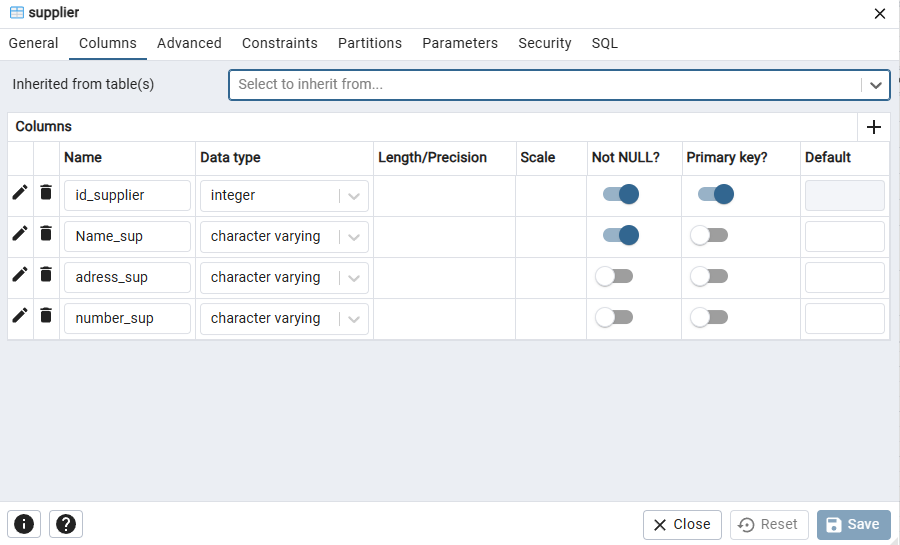 supplier
General Columns Advanced Constraints Partitions Parameters Security SQL
Inherited from table(s) Select to inherit from...
Columns
Name Data type Length/Precision Scale Not NULL? Primary key? Default
id_supplier integer
Name_sup character varying
adress_sup character varying
number_sup character varying
Close Reset Save